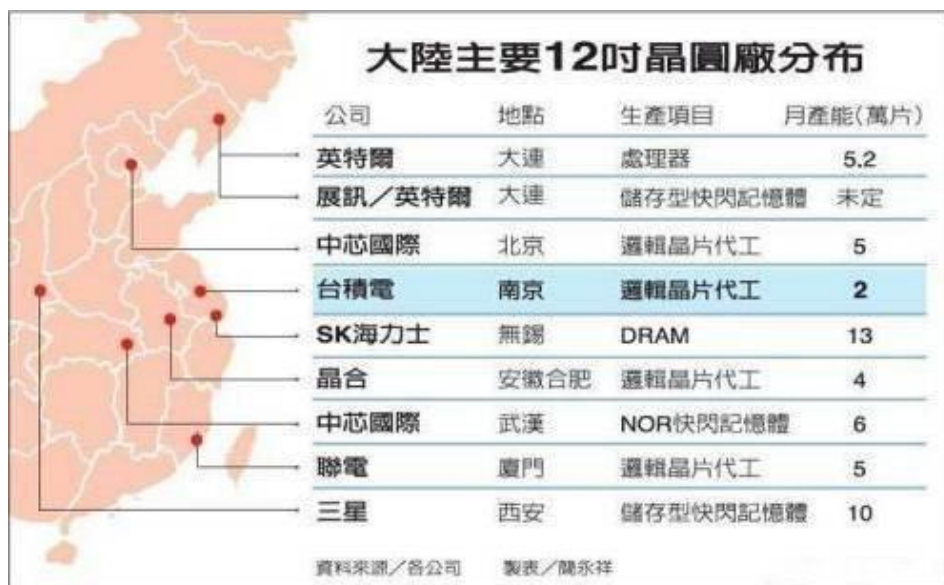 大陸主要12吋晶圓廠分布
公司 地點 生產項目 月產能(萬片)
英特爾 大連 處理器 5.2
展訊／英特爾 大連 儲存型快閃記憶體 未定
中芯國際 北京 邏輯晶片代工 5
台積電 南京 邏輯晶片代工 2
SK海力士 無錫 DRAM 13
晶合 安徽合肥 邏輯晶片代工 4
中芯國際 武漢 NOR快閃記憶體 6
聯電 廈門 邏輯晶片代工 5
三星 西安 儲存型快閃記憶體 10
資料來源／各公司 製表／簡永祥